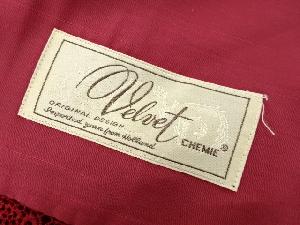 Velvet
CHEMIE®
ORIGINAL DESIGN
Imported yarn from Holland